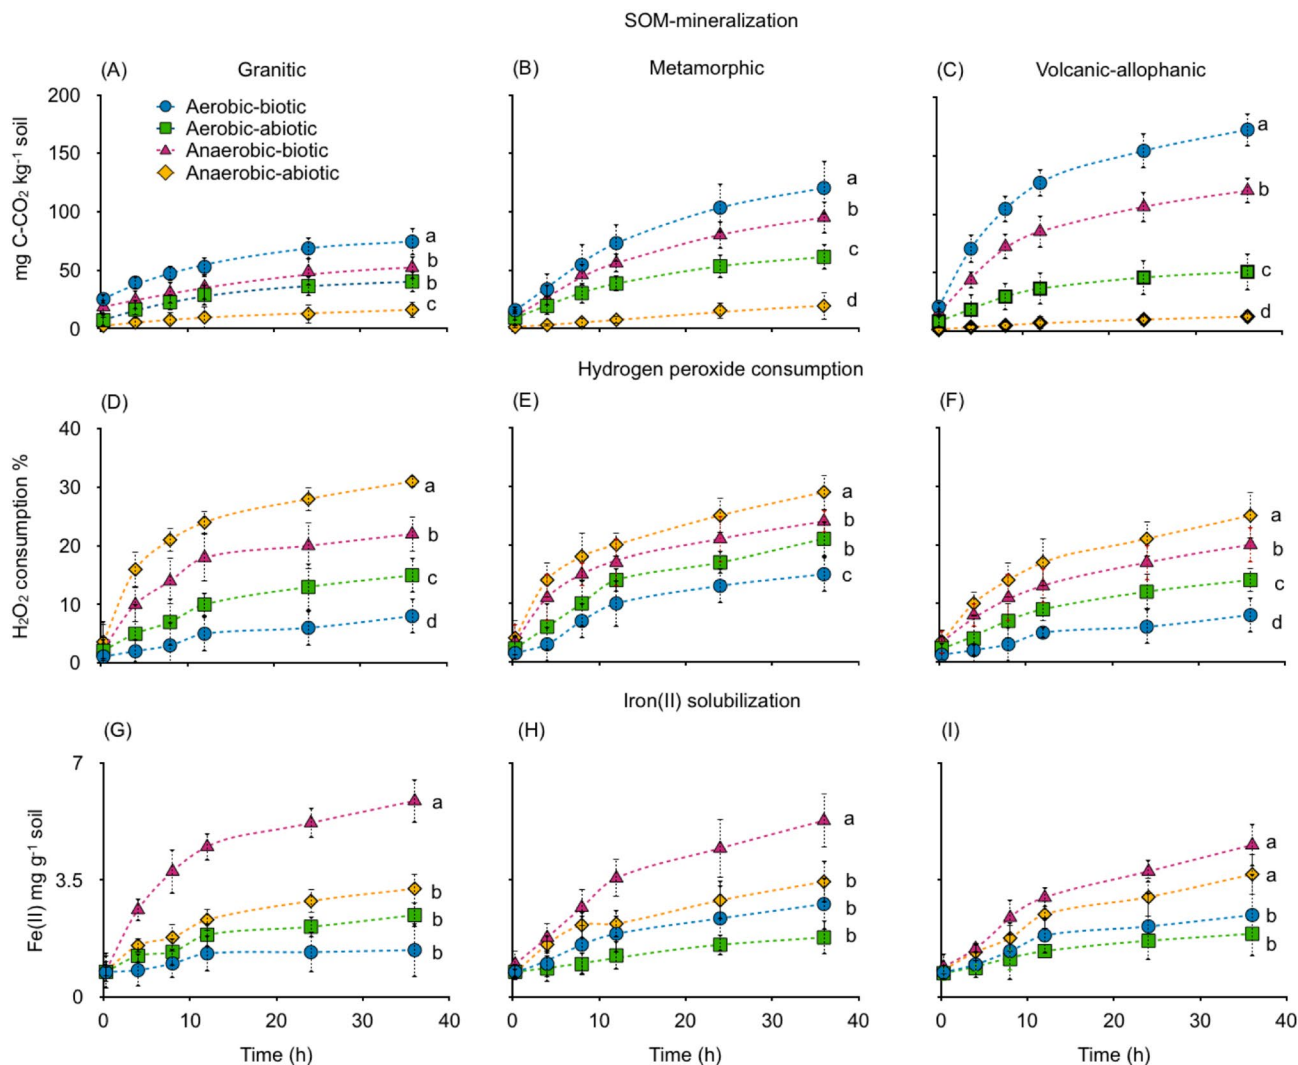 SOM-mineralization
(A) Granitic
(B) Metamorphic
(C) Volcanic-allophanic
mg C-CO₂ kg⁻¹ soil
200
150
100
50
0
Aerobic-biotic
Aerobic-abiotic
Anaerobic-biotic
Anaerobic-abiotic
a
b
b
c
a
b
c
d
a
b
c
d
Hydrogen peroxide consumption
(D)
(E)
(F)
H₂O₂ consumption %
40
30
20
10
0
a
b
c
d
a
b
b
c
a
b
c
d
Iron(II) solubilization
(G)
(H)
(I)
Fe(II) mg g⁻¹ soil
7
3.5
0
a
b
b
b
a
b
b
b
a
a
b
b
0 10 20 30 40
0 10 20 30 40
0 10 20 30 40
Time (h)
Time (h)
Time (h)